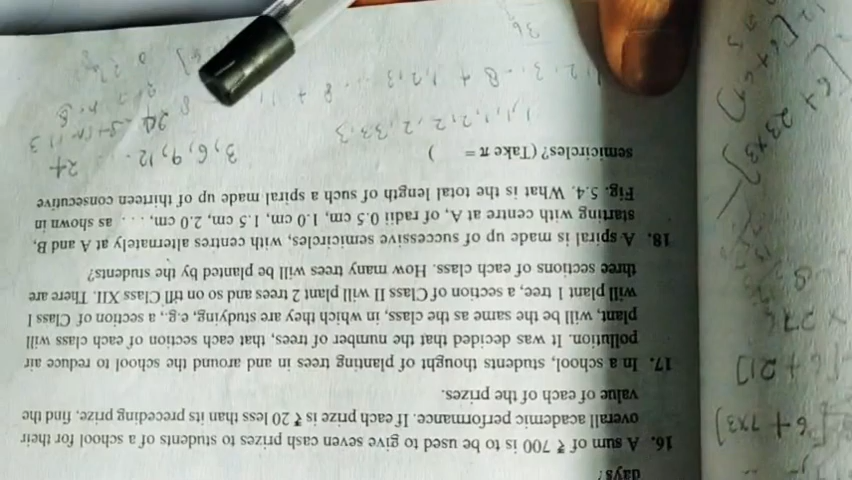 days?
16. A sum of ₹ 700 is to be used to give seven cash prizes to students of a school for their
overall academic performance. If each prize is ₹ 20 less than its preceding prize, find the
value of each of the prizes.
17. In a school, students thought of planting trees in and around the school to reduce air
pollution. It was decided that the number of trees, that each section of each class will
plant, will be the same as the class, in which they are studying, e.g., a section of Class I
will plant 1 tree, a section of Class II will plant 2 trees and so on till Class XII. There are
three sections of each class. How many trees will be planted by the students?
18. A spiral is made up of successive semicircles, with centres alternately at A and B,
starting with centre at A, of radii 0.5 cm, 1.0 cm, 1.5 cm, 2.0 cm, . . . as shown in
Fig. 5.4. What is the total length of such a spiral made up of thirteen consecutive
semicircles? (Take π = )
3, 6, 9, 12
1, 1, 1, 2, 2, 2, 3 3, 3
36
[6 + 7×3]
[6 + 21]
× 27